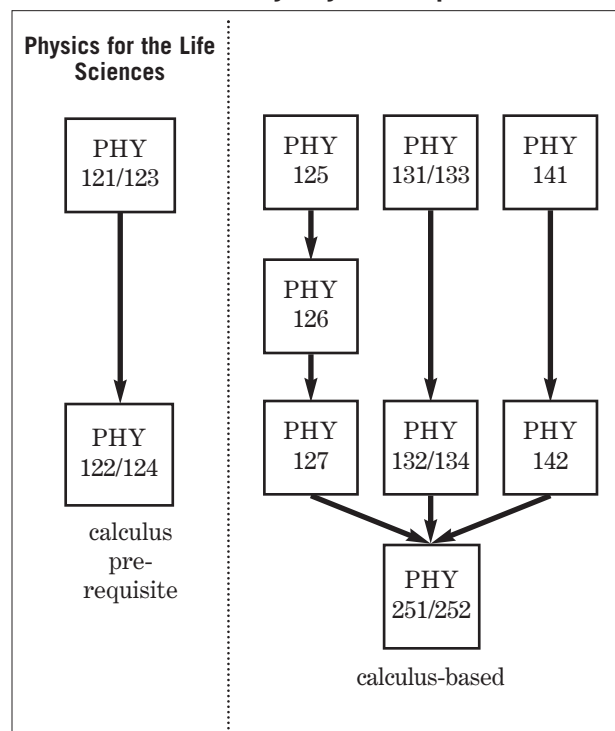 Physics for the Life
Sciences
PHY
121/123
PHY
122/124
calculus
pre-
requisite
PHY
125
PHY
131/133
PHY
141
PHY
126
PHY
127
PHY
132/134
PHY
142
PHY
251/252
calculus-based